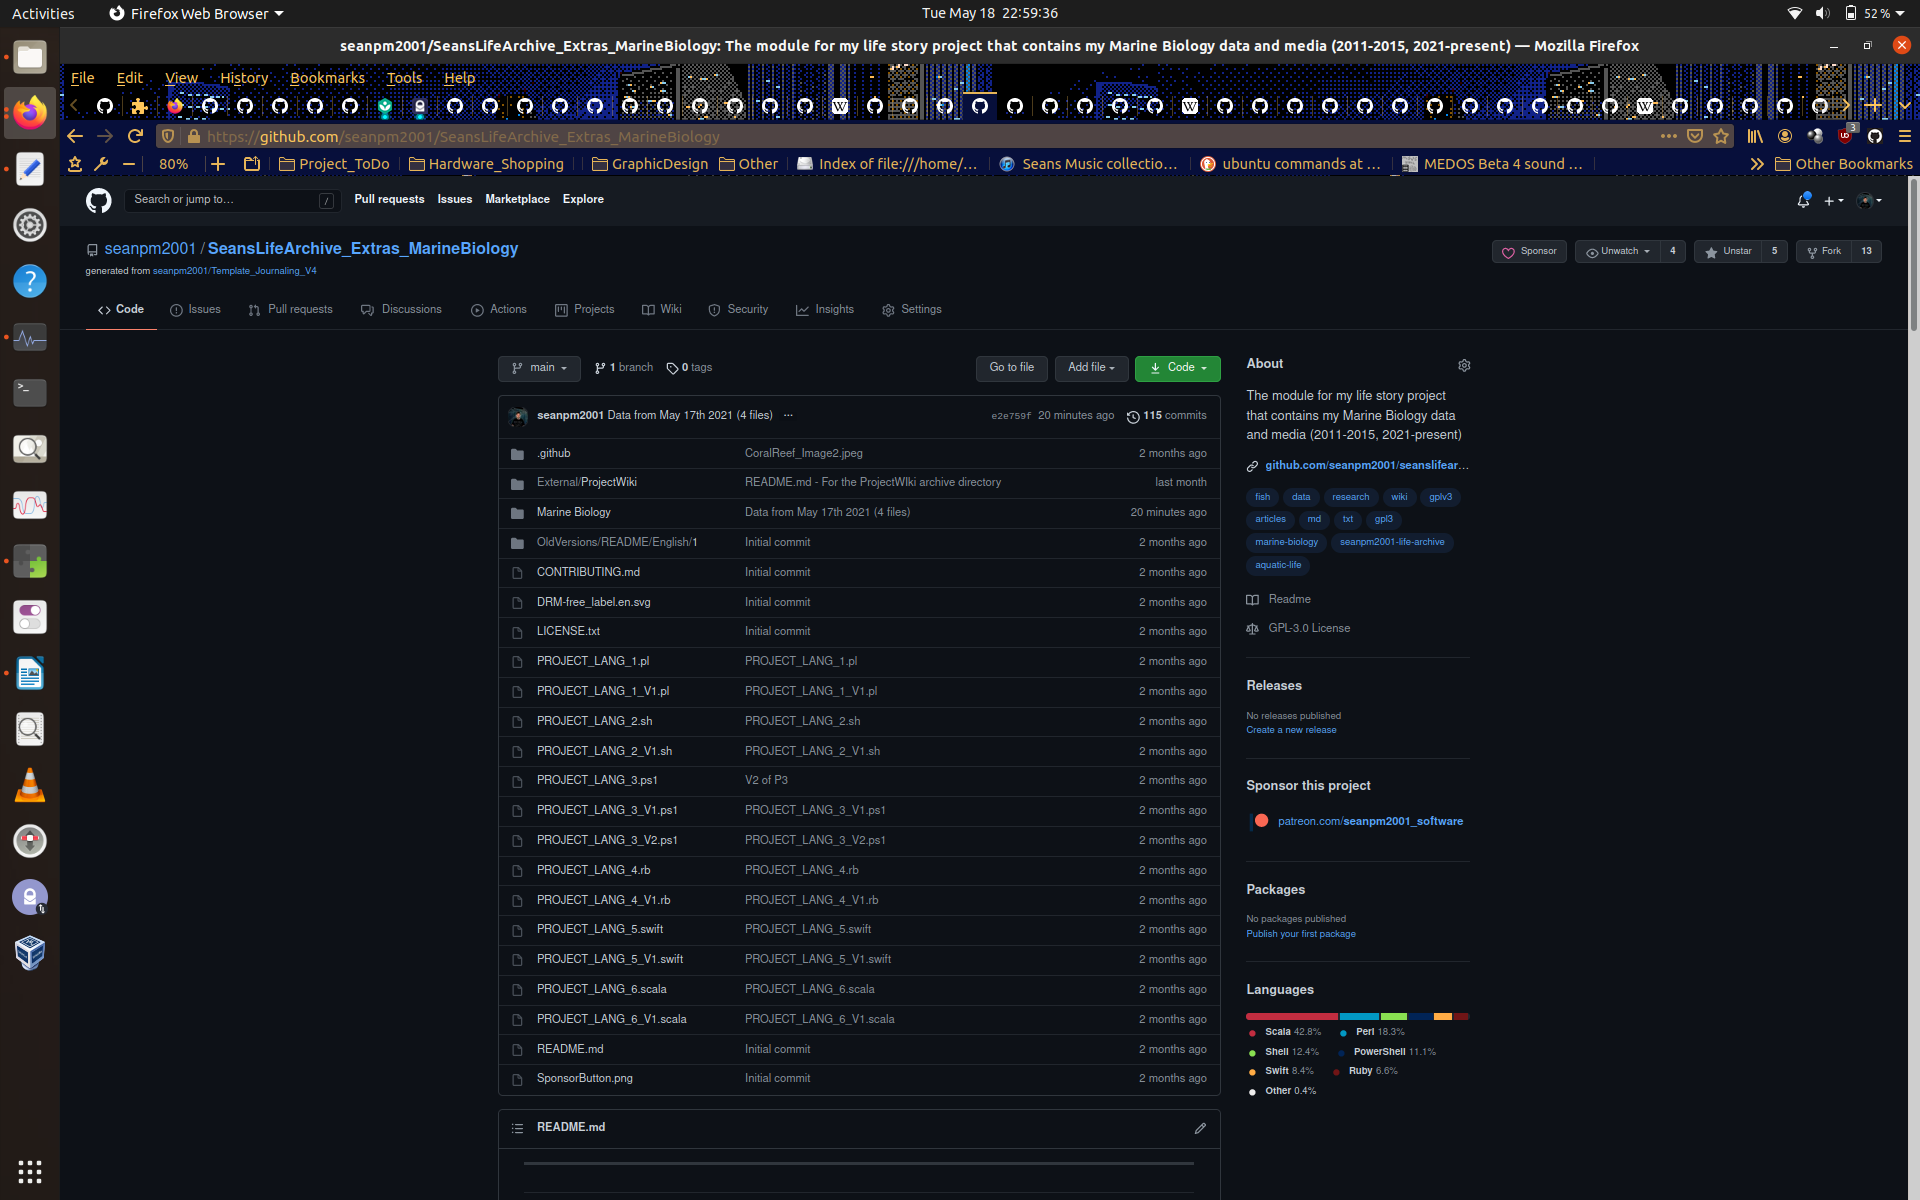 Activities Firefox Web Browser Tue May 18 22:59:36 52 %
seanpm2001/SeansLifeArchive_Extras_MarineBiology: The module for my life story project that contains my Marine Biology data and media (2011-2015, 2021-present) — Mozilla Firefox
File Edit View History Bookmarks Tools Help
https://github.com/seanpm2001/SeansLifeArchive_Extras_MarineBiology 3
80% Project_ToDo Hardware_Shopping GraphicDesign Other Index of file:///home/… Seans Music collectio… ubuntu commands at … MEDOS Beta 4 sound … Other Bookmarks
Search or jump to… / Pull requests Issues Marketplace Explore
seanpm2001 / SeansLifeArchive_Extras_MarineBiology Sponsor Unwatch 4 Unstar 5 Fork 13
generated from seanpm2001/Template_Journaling_V4
Code Issues Pull requests Discussions Actions Projects Wiki Security Insights Settings
main 1 branch 0 tags Go to file Add file Code
seanpm2001 Data from May 17th 2021 (4 files) ··· e2e759f 20 minutes ago 115 commits
.github CoralReef_Image2.jpeg 2 months ago
External/ProjectWiki README.md - For the ProjectWIki archive directory last month
Marine Biology Data from May 17th 2021 (4 files) 20 minutes ago
OldVersions/README/English/1 Initial commit 2 months ago
CONTRIBUTING.md Initial commit 2 months ago
DRM-free_label.en.svg Initial commit 2 months ago
LICENSE.txt Initial commit 2 months ago
PROJECT_LANG_1.pl PROJECT_LANG_1.pl 2 months ago
PROJECT_LANG_1_V1.pl PROJECT_LANG_1_V1.pl 2 months ago
PROJECT_LANG_2.sh PROJECT_LANG_2.sh 2 months ago
PROJECT_LANG_2_V1.sh PROJECT_LANG_2_V1.sh 2 months ago
PROJECT_LANG_3.ps1 V2 of P3 2 months ago
PROJECT_LANG_3_V1.ps1 PROJECT_LANG_3_V1.ps1 2 months ago
PROJECT_LANG_3_V2.ps1 PROJECT_LANG_3_V2.ps1 2 months ago
PROJECT_LANG_4.rb PROJECT_LANG_4.rb 2 months ago
PROJECT_LANG_4_V1.rb PROJECT_LANG_4_V1.rb 2 months ago
PROJECT_LANG_5.swift PROJECT_LANG_5.swift 2 months ago
PROJECT_LANG_5_V1.swift PROJECT_LANG_5_V1.swift 2 months ago
PROJECT_LANG_6.scala PROJECT_LANG_6.scala 2 months ago
PROJECT_LANG_6_V1.scala PROJECT_LANG_6_V1.scala 2 months ago
README.md Initial commit 2 months ago
SponsorButton.png Initial commit 2 months ago
README.md
About
The module for my life story project
that contains my Marine Biology data
and media (2011-2015, 2021-present)
github.com/seanpm2001/seanslifear…
fish data research wiki gplv3
articles md txt gpl3
marine-biology seanpm2001-life-archive
aquatic-life
Readme
GPL-3.0 License
Releases
No releases published
Create a new release
Sponsor this project
patreon.com/seanpm2001_software
Packages
No packages published
Publish your first package
Languages
Scala 42.8% Perl 18.3%
Shell 12.4% PowerShell 11.1%
Swift 8.4% Ruby 6.6%
Other 0.4%